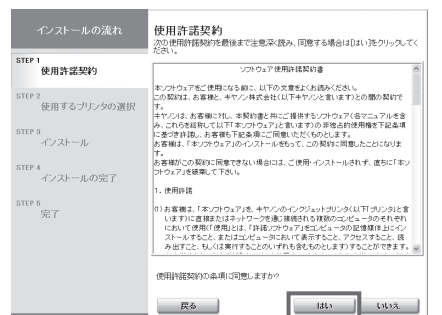 インストールの流れ
STEP 1
使用許諾契約
STEP 2
使用するプリンタの選択
STEP 3
インストール
STEP 4
インストールの完了
STEP 5
完了
使用許諾契約
次の使用許諾契約を最後まで注意深く読み、同意する場合は[はい]をクリックしてく
ださい。
ソフトウェア使用許諾契約書
本ソフトウェアをご使用になる前に、以下の文章をよくお読みください。
この契約は、お客様と、キヤノン株式会社(以下キヤノンと言います)との間の契約で
す。
キヤノンは、お客様に対し、本契約書と共にご提供するソフトウェア(各マニュアルを含
み、これらを総称して以下「本ソフトウェア」と言います)の非独占的使用権を下記条項
に基づき許諾し、お客様も下記条項にご同意いただくものとします。
お客様は、「本ソフトウェア」のインストールをもって、この契約に同意したことになりま
す。
お客様がこの契約に同意できない場合には、ご使用・インストールされず、直ちに「本ソ
フトウェア」を破棄して下さい。
1. 使用許諾
(1) お客様は、「本ソフトウェア」を、キヤノンのインクジェットプリンタ(以下「プリンタ」と言
います)に直接またはネットワークを通じ接続される複数のコンピュータのそれぞれ
において使用(「使用」とは、「許諾ソフトウェア」をコンピュータの記憶媒体上にイン
ストールすること、またはコンピュータにおいて表示すること、アクセスすること、読
み出すこと、もしくは実行することのいずれも含むものとします)することができます。
使用許諾契約の条項に同意しますか?
戻る
はい
いいえ